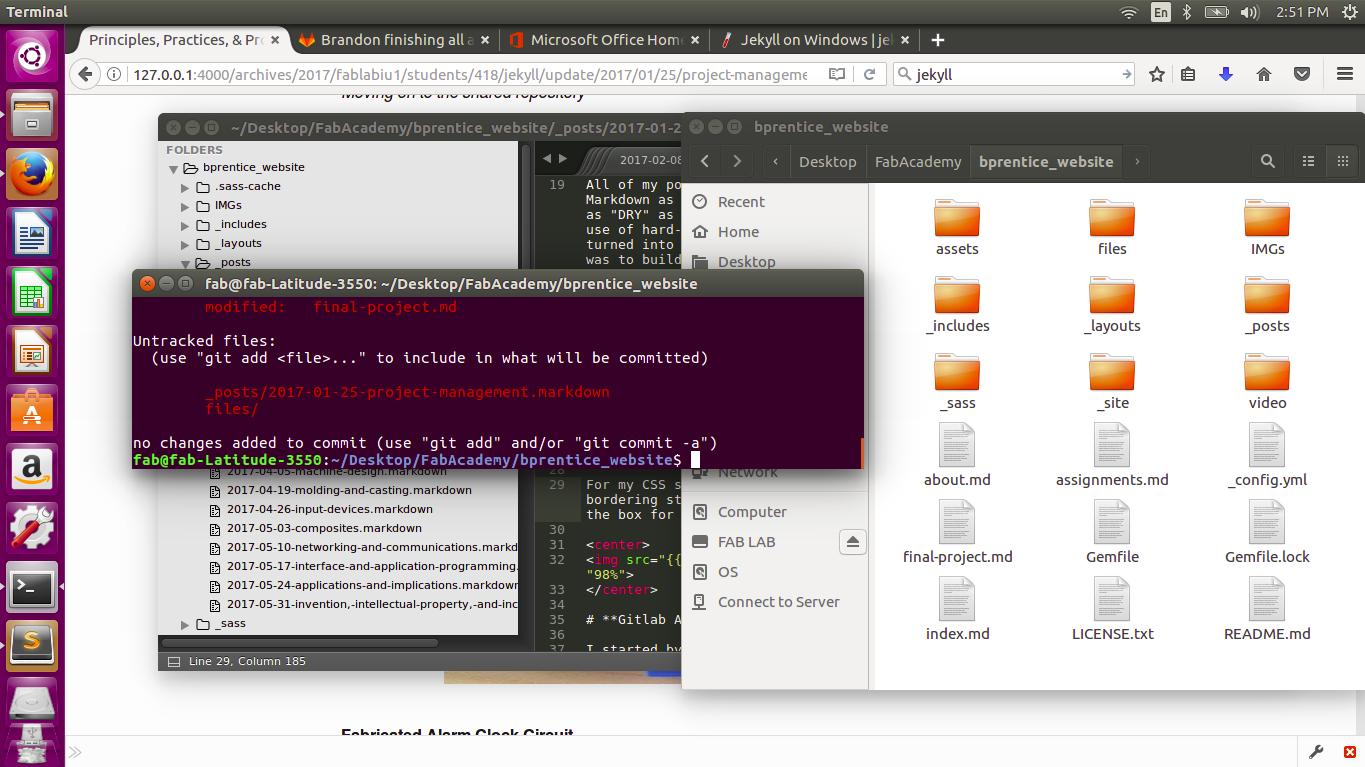 Terminal
En
2:51 PM
Principles, Practices, & Pr
Brandon finishing all a
Microsoft Office Home
Jekyll on Windows | jel
127.0.0.1:4000/archives/2017/fablabiu1/students/418/jekyll/update/2017/01/25/project-manageme
jekyll
Moving on to the shared repository
~/Desktop/FabAcademy/bprentice_website/_posts/2017-01-2
FOLDERS
bprentice_website
.sass-cache
IMGs
_includes
_layouts
_posts
2017-02-08
19 All of my po
Markdown as
as "DRY" as
use of hard-
turned into
was to build
bprentice_website
Desktop
FabAcademy
bprentice_website
Recent
Home
Desktop
Network
Computer
FAB LAB
OS
Connect to Server
assets
files
IMGs
_includes
_layouts
_posts
_sass
_site
video
about.md
assignments.md
_config.yml
final-project.md
Gemfile
Gemfile.lock
index.md
LICENSE.txt
README.md
fab@fab-Latitude-3550: ~/Desktop/FabAcademy/bprentice_website
modified: final-project.md
Untracked files:
(use "git add <file>..." to include in what will be committed)
_posts/2017-01-25-project-management.markdown
files/
no changes added to commit (use "git add" and/or "git commit -a")
fab@fab-Latitude-3550:~/Desktop/FabAcademy/bprentice_website$
2017-04-05-machine-design.markdown
2017-04-19-molding-and-casting.markdown
2017-04-26-input-devices.markdown
2017-05-03-composites.markdown
2017-05-10-networking-and-communications.markd
2017-05-17-interface-and-application-programming.
2017-05-24-applications-and-implications.markdown
2017-05-31-invention,-intellectual-property,-and-inc
_sass
28
29 For my CSS s
bordering st
the box for
30
31 <center>
32 <img src="{{
"98%">
33 </center>
34
35 # **Gitlab A
36
37 I started by
Line 29, Column 185
Fabricated Alarm Clock Circuit